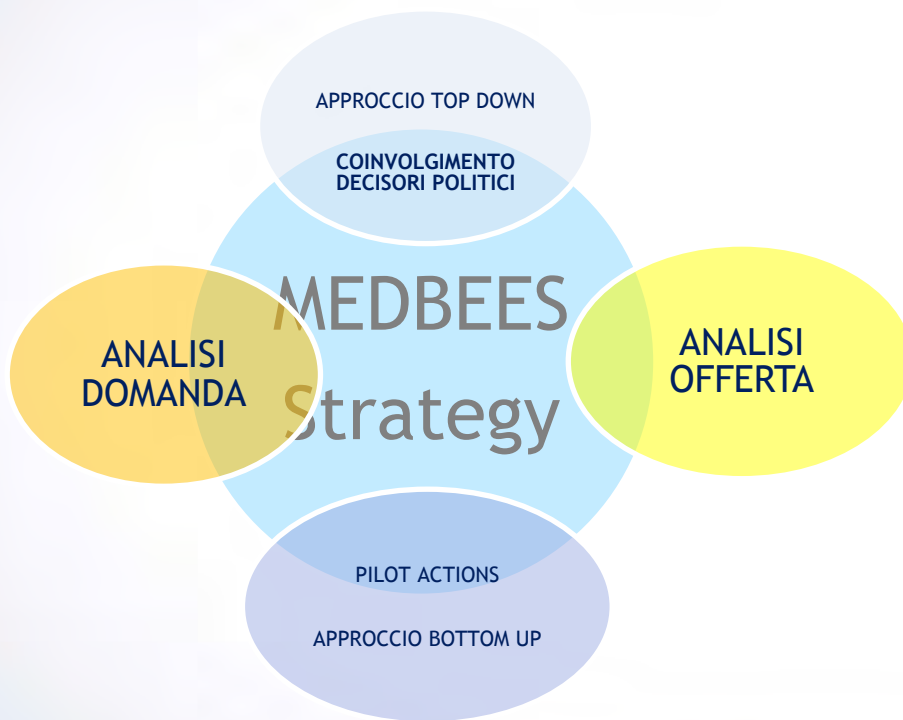 APPROCCIO TOP DOWN
COINVOLGIMENTO
DECISORI POLITICI
MEDBEES
Strategy
ANALISI
DOMANDA
ANALISI
OFFERTA
PILOT ACTIONS
APPROCCIO BOTTOM UP